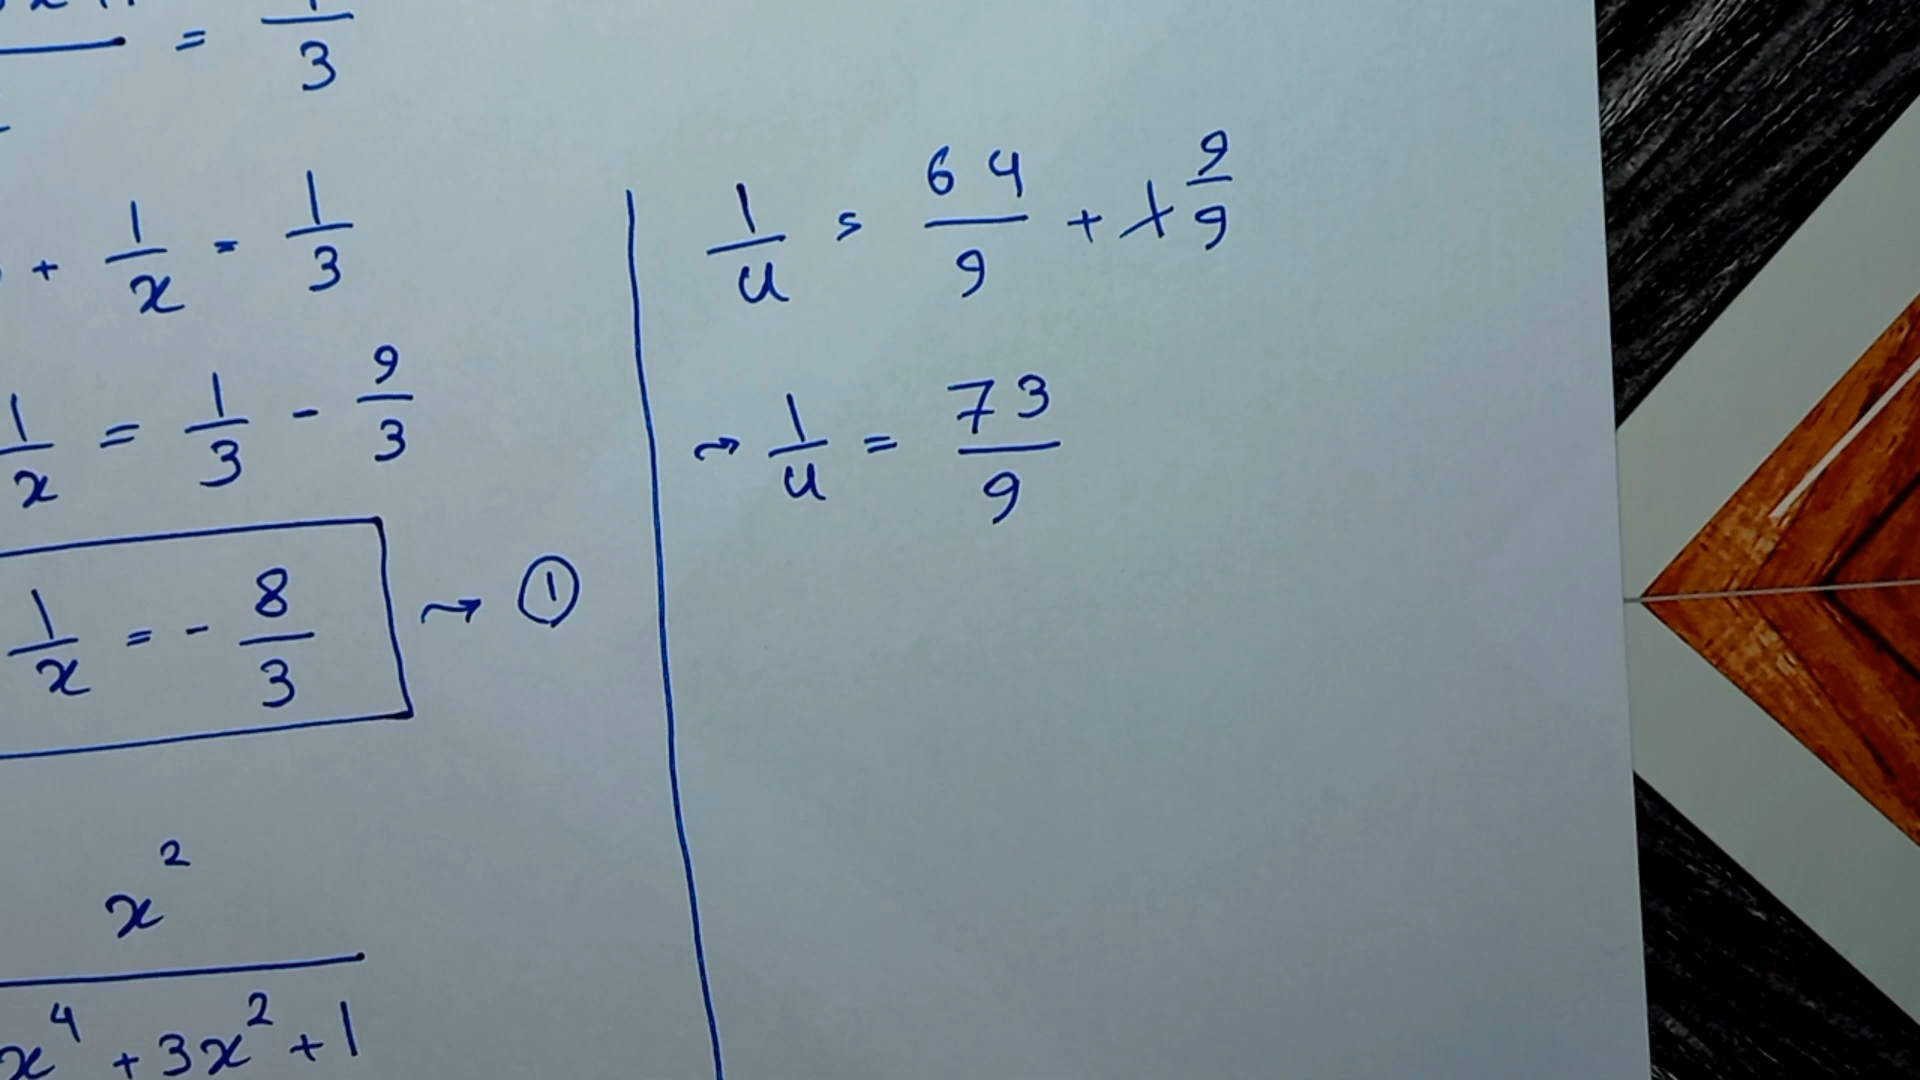 = 1/3
+ 1/x = 1/3
1/x = 1/3 - 9/3
1/x = - 8/3 → ①
x²
x⁴ + 3x² + 1
1/u = 64/9 + 1 9/9
→ 1/u = 73/9